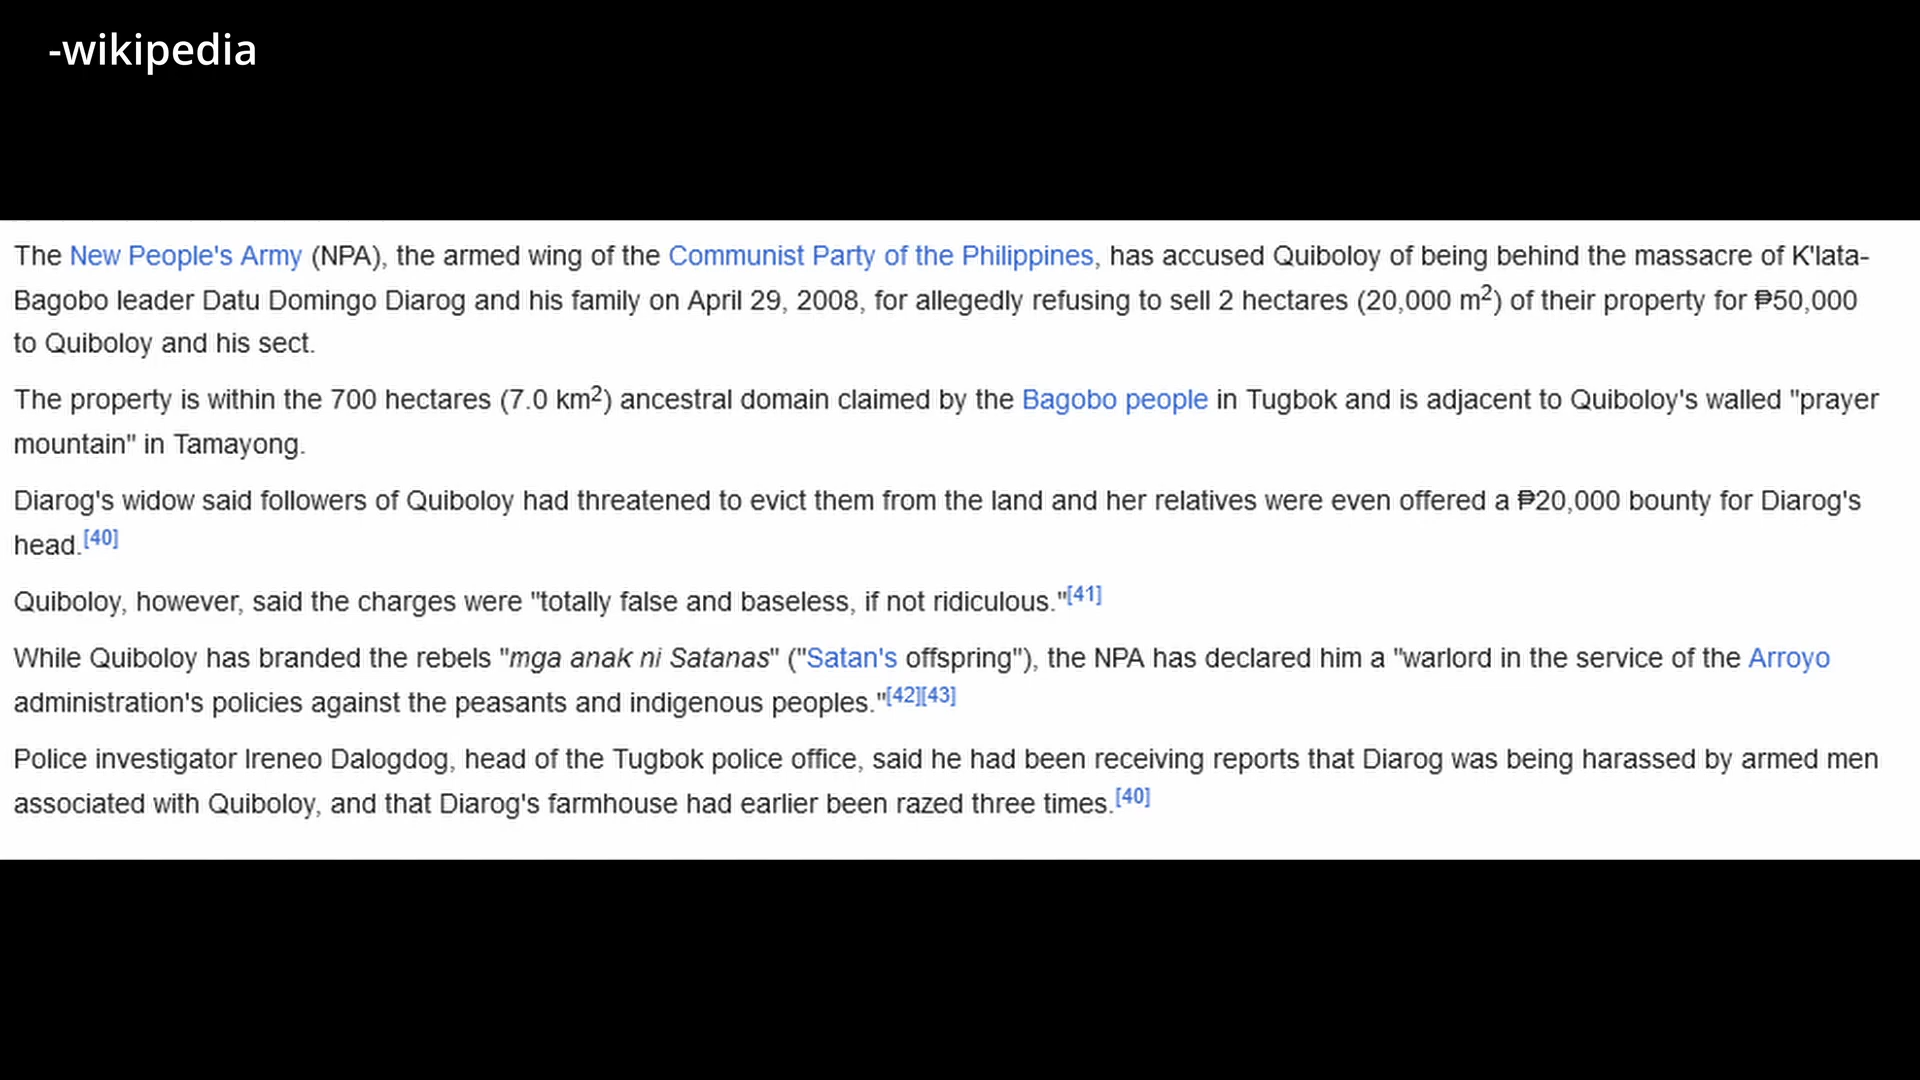 -wikipedia
The New People's Army (NPA), the armed wing of the Communist Party of the Philippines, has accused Quiboloy of being behind the massacre of K'lata-
Bagobo leader Datu Domingo Diarog and his family on April 29, 2008, for allegedly refusing to sell 2 hectares (20,000 m²) of their property for ₱50,000
to Quiboloy and his sect.
The property is within the 700 hectares (7.0 km²) ancestral domain claimed by the Bagobo people in Tugbok and is adjacent to Quiboloy's walled "prayer
mountain" in Tamayong.
Diarog's widow said followers of Quiboloy had threatened to evict them from the land and her relatives were even offered a ₱20,000 bounty for Diarog's
head.[40]
Quiboloy, however, said the charges were "totally false and baseless, if not ridiculous."[41]
While Quiboloy has branded the rebels "mga anak ni Satanas" ("Satan's offspring"), the NPA has declared him a "warlord in the service of the Arroyo
administration's policies against the peasants and indigenous peoples."[42][43]
Police investigator Ireneo Dalogdog, head of the Tugbok police office, said he had been receiving reports that Diarog was being harassed by armed men
associated with Quiboloy, and that Diarog's farmhouse had earlier been razed three times.[40]